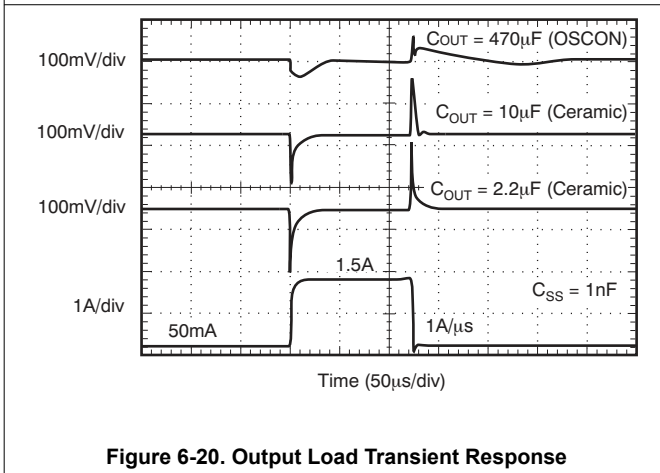 100mV/div
C_OUT = 470µF (OSCON)
100mV/div
C_OUT = 10µF (Ceramic)
100mV/div
C_OUT = 2.2µF (Ceramic)
1A/div
1.5A
C_SS = 1nF
50mA
1A/µs
Time (50µs/div)
Figure 6-20. Output Load Transient Response